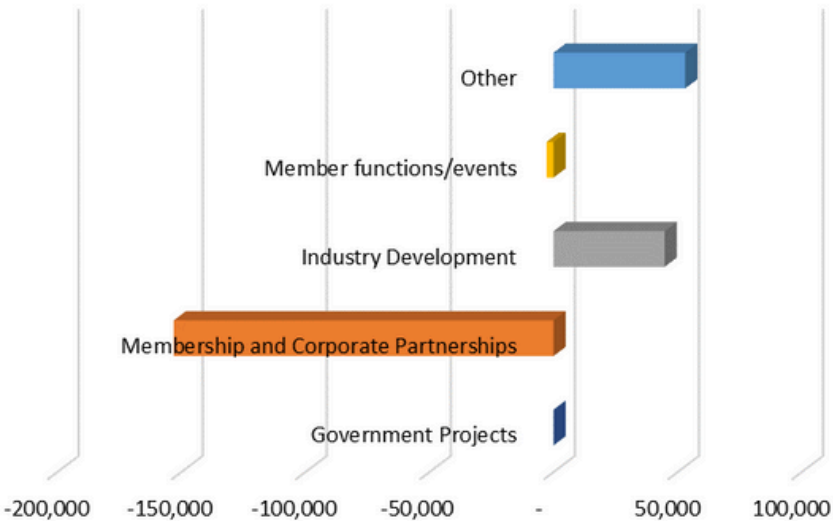 Other
Member functions/events
Industry Development
Membership and Corporate Partnerships
Government Projects
-200,000 -150,000 -100,000 -50,000 - 50,000 100,000